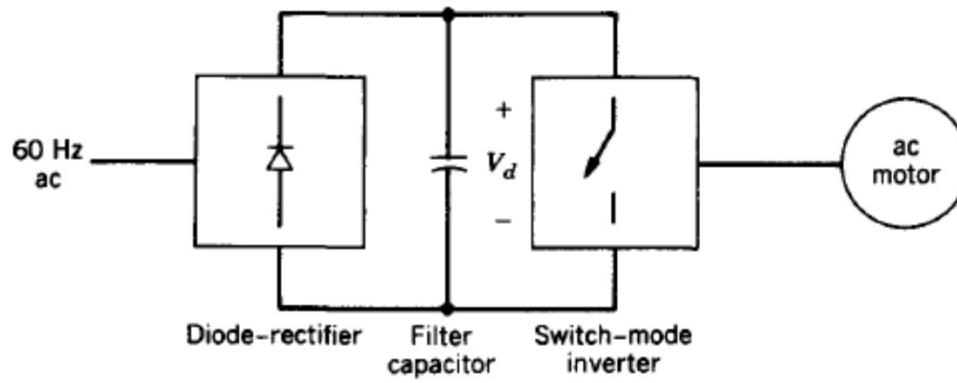 60 Hz
ac
+
V_d
−
ac
motor
Diode-rectifier
Filter
capacitor
Switch-mode
inverter